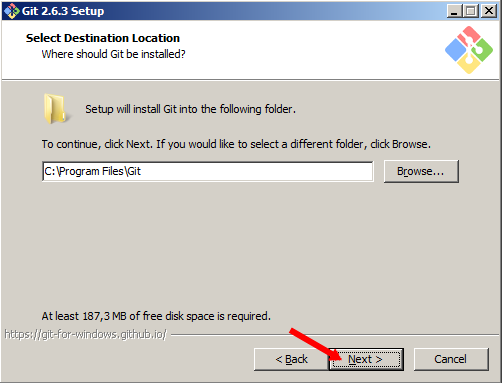 Git 2.6.3 Setup
Select Destination Location
Where should Git be installed?
Setup will install Git into the following folder.
To continue, click Next. If you would like to select a different folder, click Browse.
C:\Program Files\Git
Browse...
At least 187,3 MB of free disk space is required.
https://git-for-windows.github.io/
< Back
Next >
Cancel